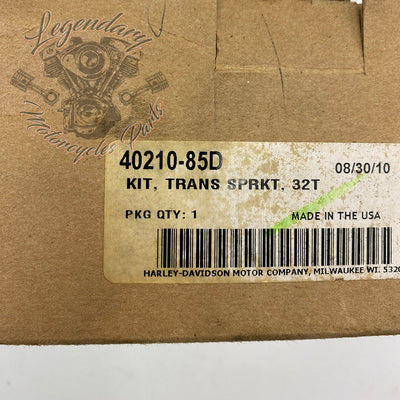 Legendary
Motorcycles Parts
40210-85D
08/30/10
KIT, TRANS SPRKT, 32T
PKG QTY: 1
MADE IN THE USA
HARLEY-DAVIDSON MOTOR COMPANY, MILWAUKEE WI. 5320